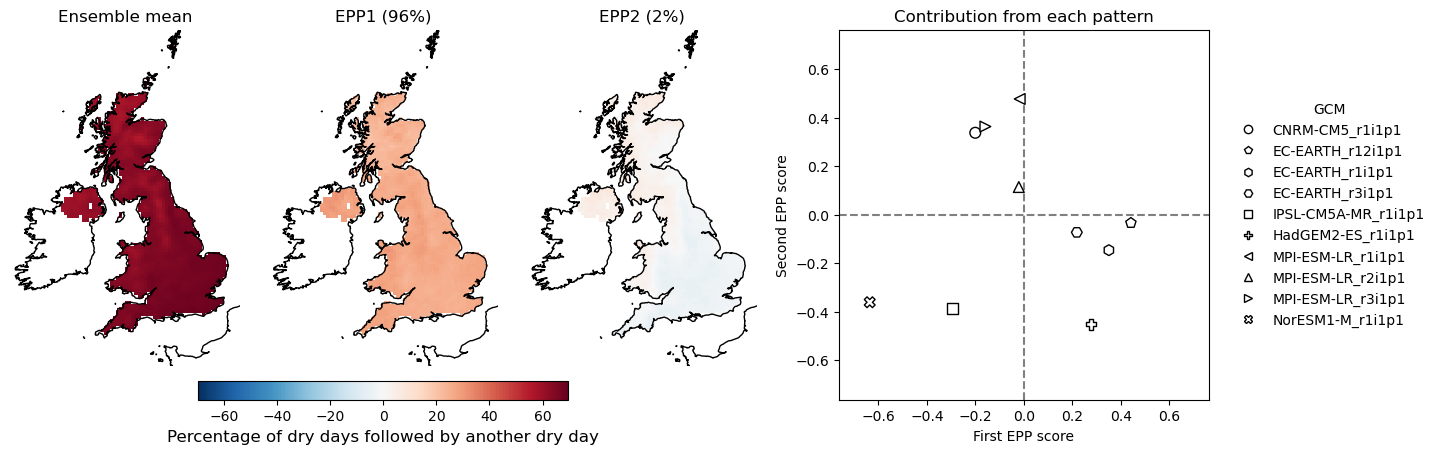 Ensemble mean
EPP1 (96%)
EPP2 (2%)
−60 −40 −20 0 20 40 60
Percentage of dry days followed by another dry day
Contribution from each pattern
Second EPP score
0.6
0.4
0.2
0.0
−0.2
−0.4
−0.6
−0.6 −0.4 −0.2 0.0 0.2 0.4 0.6
First EPP score
GCM
CNRM-CM5_r1i1p1
EC-EARTH_r12i1p1
EC-EARTH_r1i1p1
EC-EARTH_r3i1p1
IPSL-CM5A-MR_r1i1p1
HadGEM2-ES_r1i1p1
MPI-ESM-LR_r1i1p1
MPI-ESM-LR_r2i1p1
MPI-ESM-LR_r3i1p1
NorESM1-M_r1i1p1